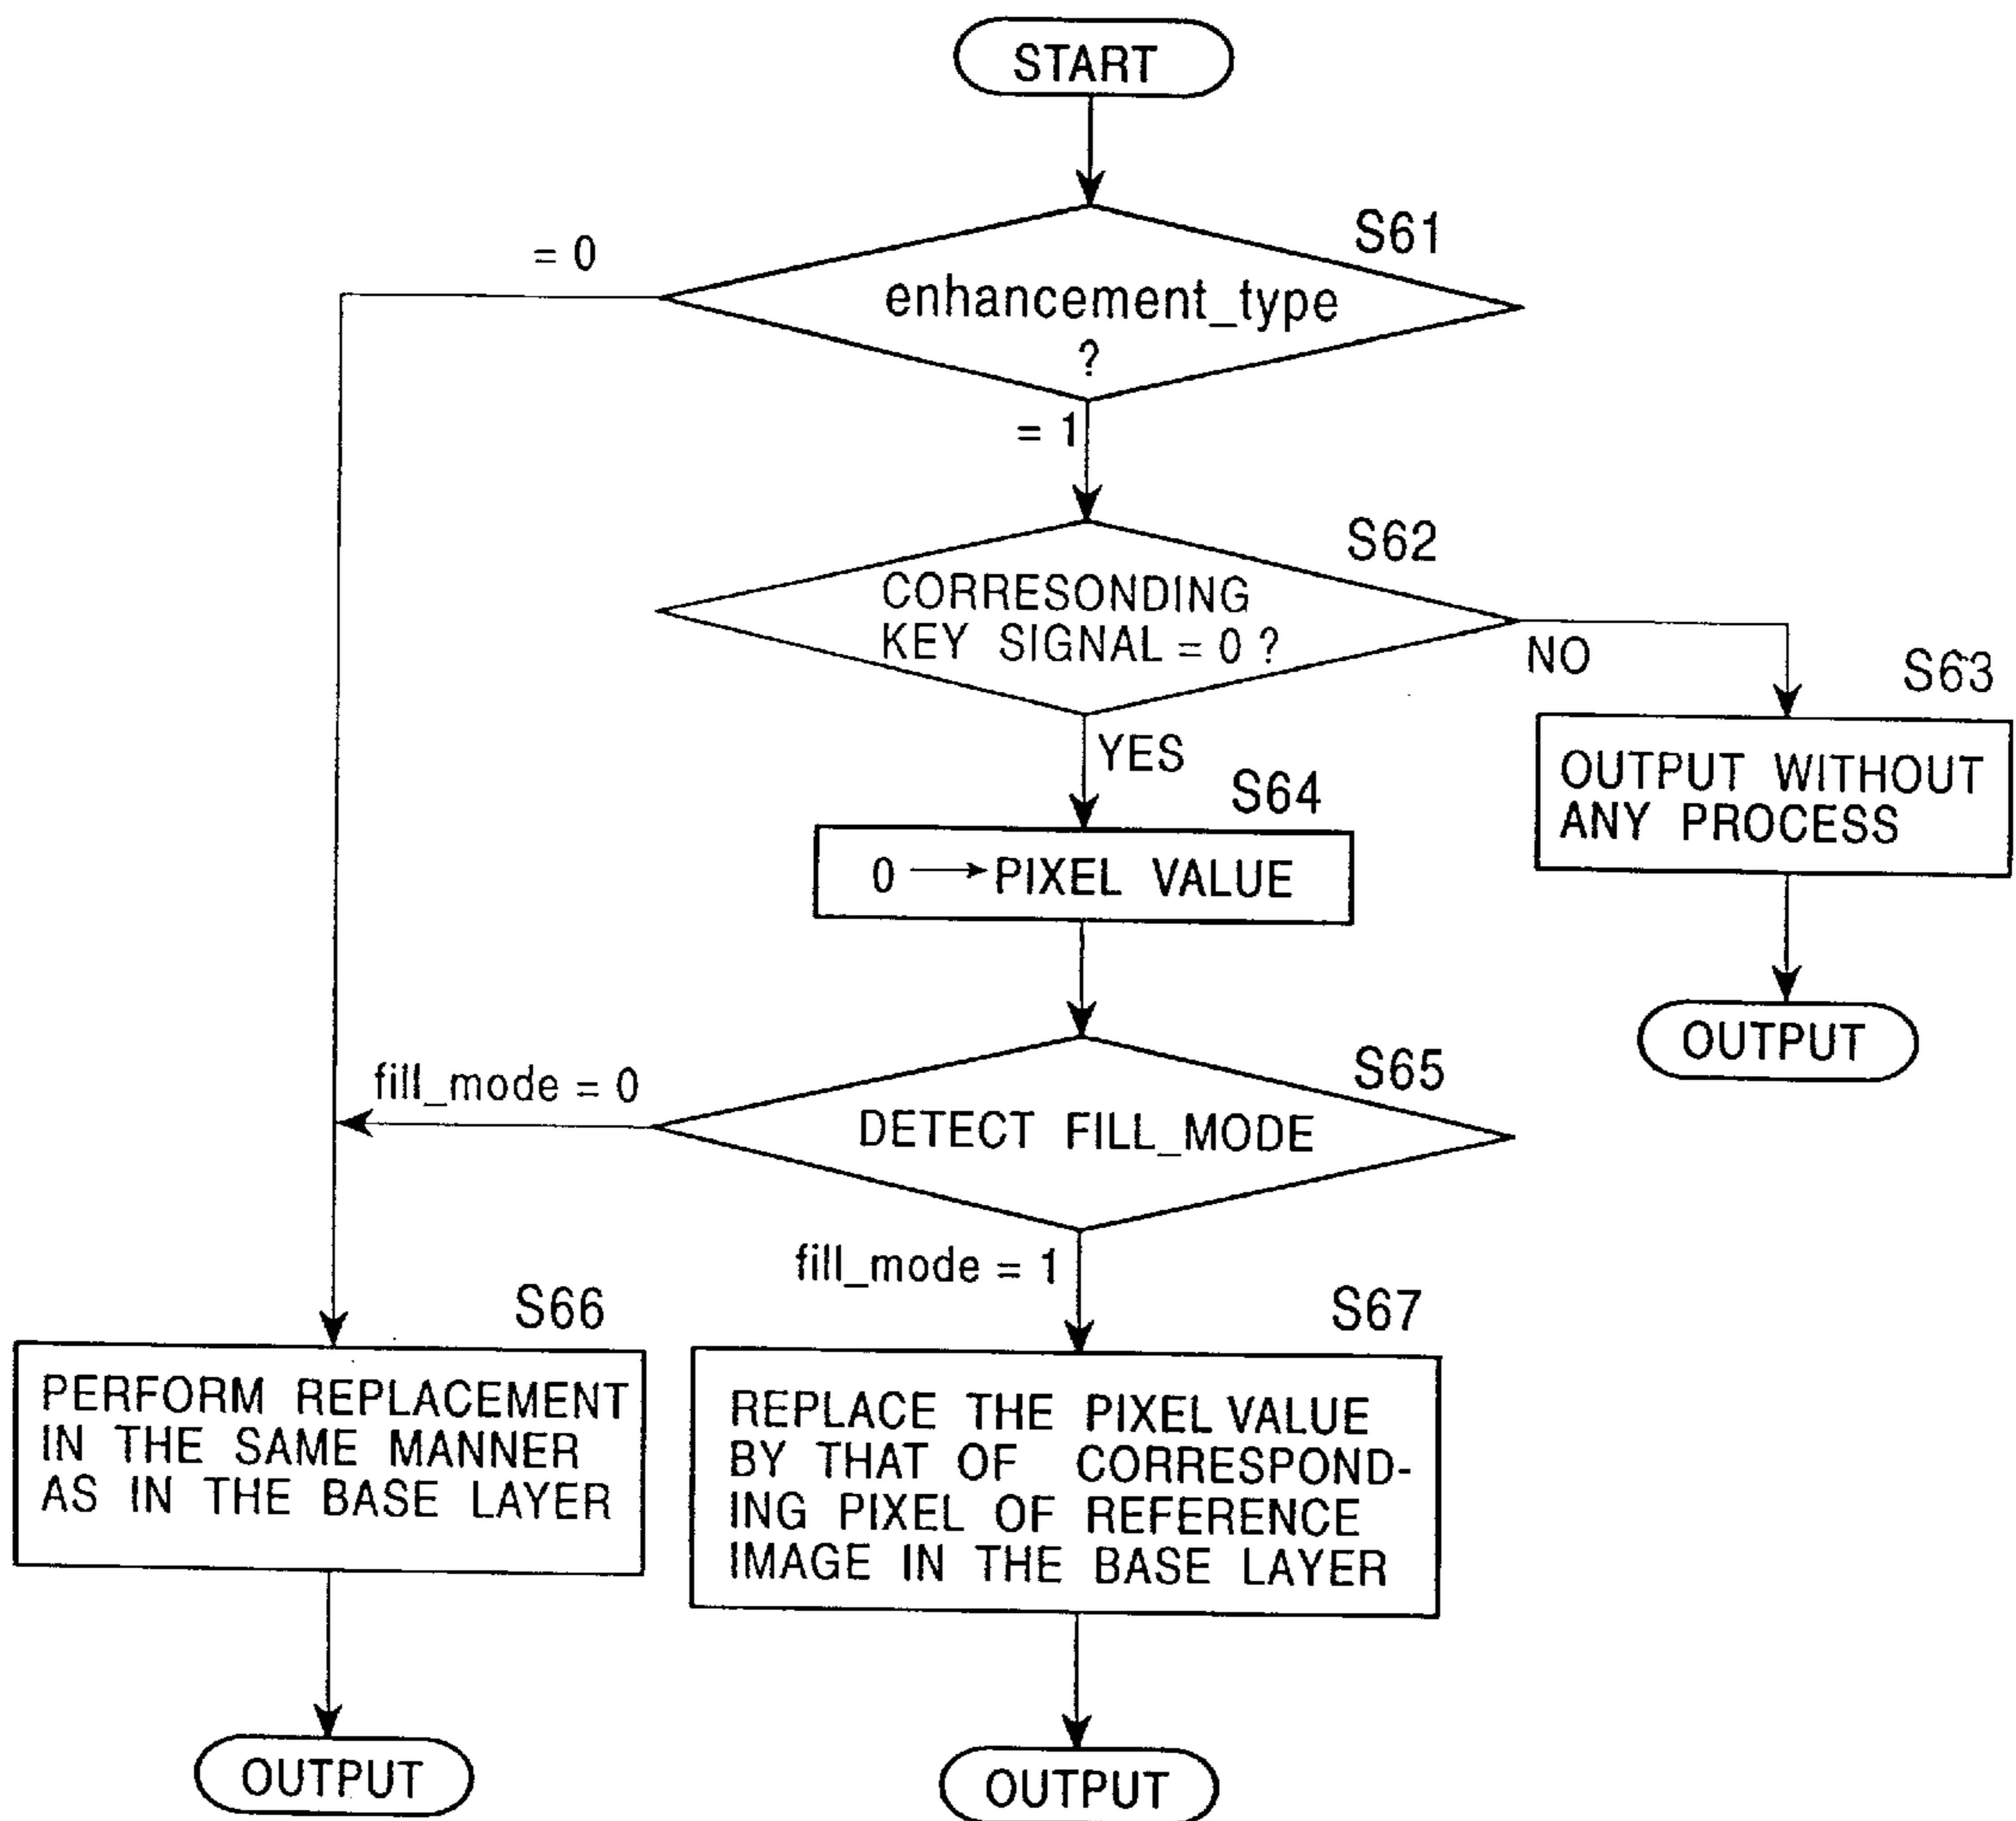 START
S61
= 0
enhancement_type
?
= 1
S62
CORRESONDING
KEY SIGNAL = 0 ?
NO
S63
YES
OUTPUT WITHOUT
ANY PROCESS
S64
0 → PIXEL VALUE
OUTPUT
S65
fill_mode = 0
DETECT FILL_MODE
fill_mode = 1
S66
S67
PERFORM REPLACEMENT
IN THE SAME MANNER
AS IN THE BASE LAYER
REPLACE THE PIXEL VALUE
BY THAT OF CORRESPOND-
ING PIXEL OF REFERENCE
IMAGE IN THE BASE LAYER
OUTPUT
OUTPUT